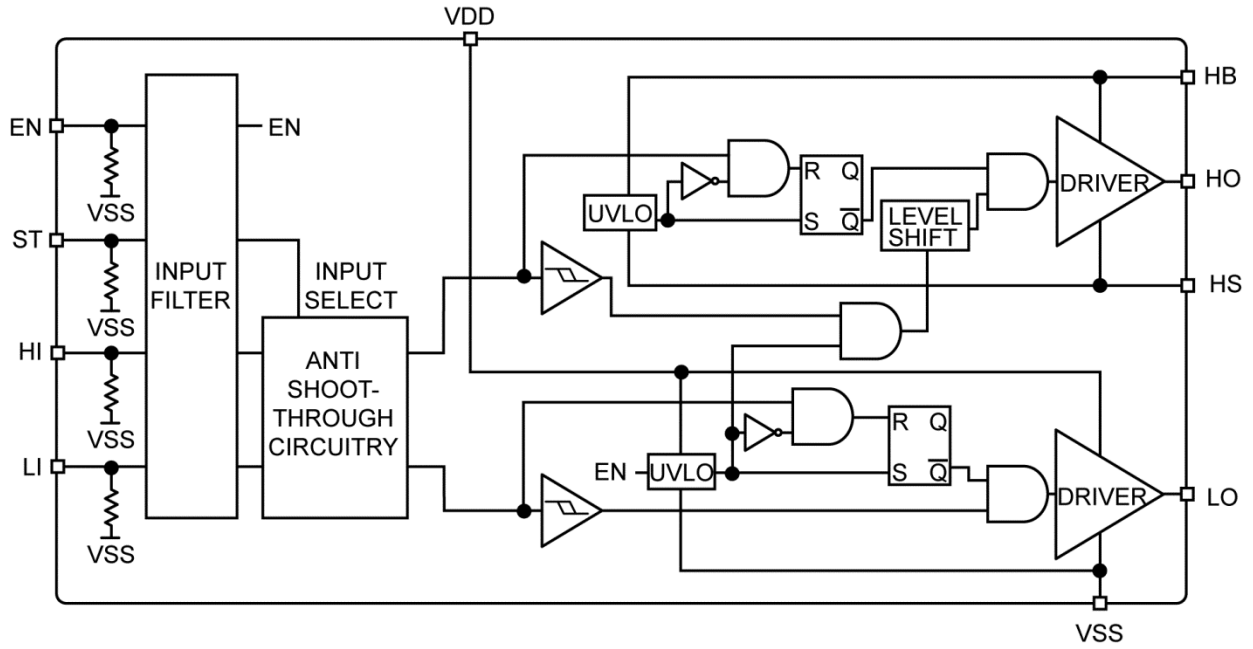 VDD
HB
EN
EN
VSS
R Q
DRIVER
HO
UVLO
S Q
LEVEL
SHIFT
ST
INPUT
FILTER
INPUT
SELECT
VSS
HS
HI
ANTI
SHOOT-
THROUGH
CIRCUITRY
VSS
R Q
LI
EN
UVLO
S Q
DRIVER
LO
VSS
VSS